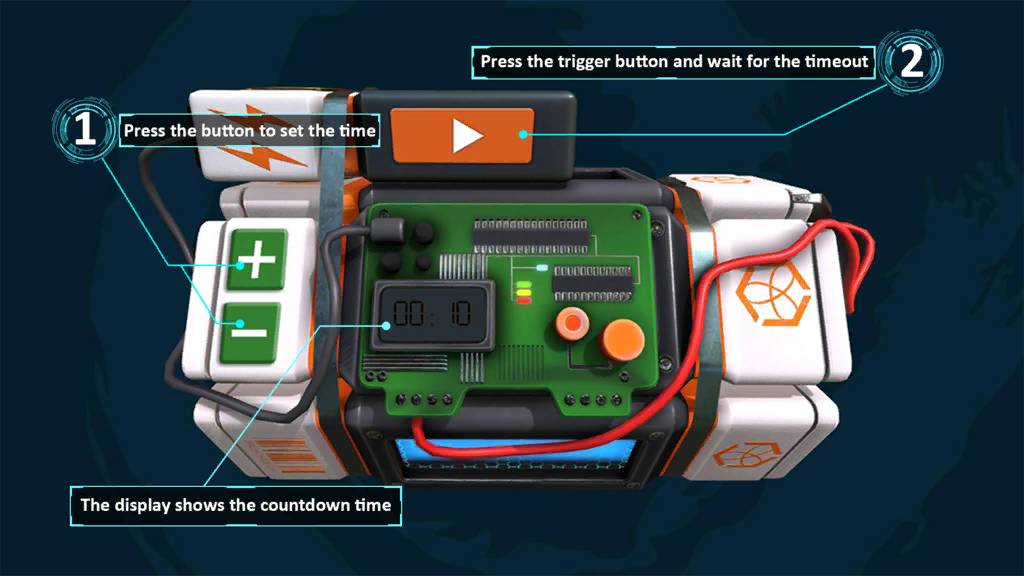 2
Press the trigger button and wait for the timeout
1
Press the button to set the time
+
−
00:10
The display shows the countdown time